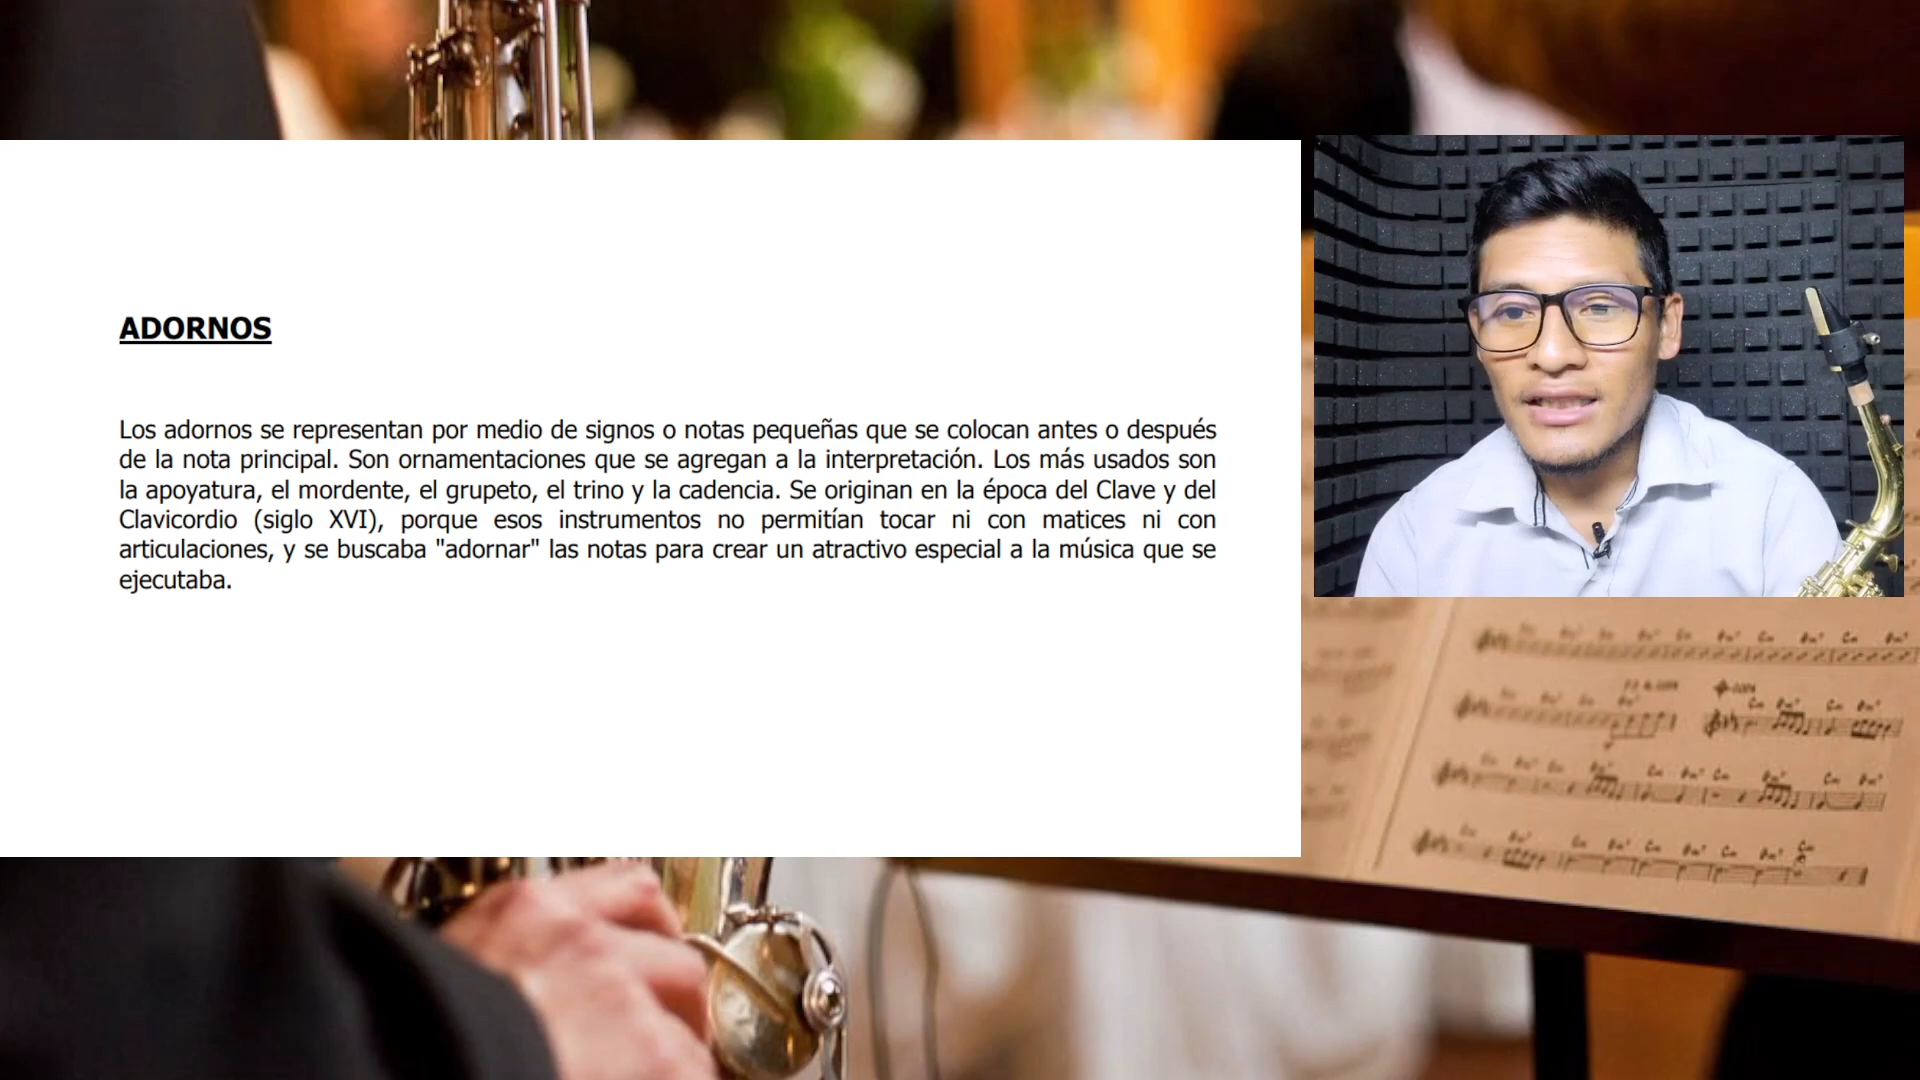 ADORNOS
Los adornos se representan por medio de signos o notas pequeñas que se colocan antes o después
de la nota principal. Son ornamentaciones que se agregan a la interpretación. Los más usados son
la apoyatura, el mordente, el grupeto, el trino y la cadencia. Se originan en la época del Clave y del
Clavicordio (siglo XVI), porque esos instrumentos no permitían tocar ni con matices ni con
articulaciones, y se buscaba "adornar" las notas para crear un atractivo especial a la música que se
ejecutaba.